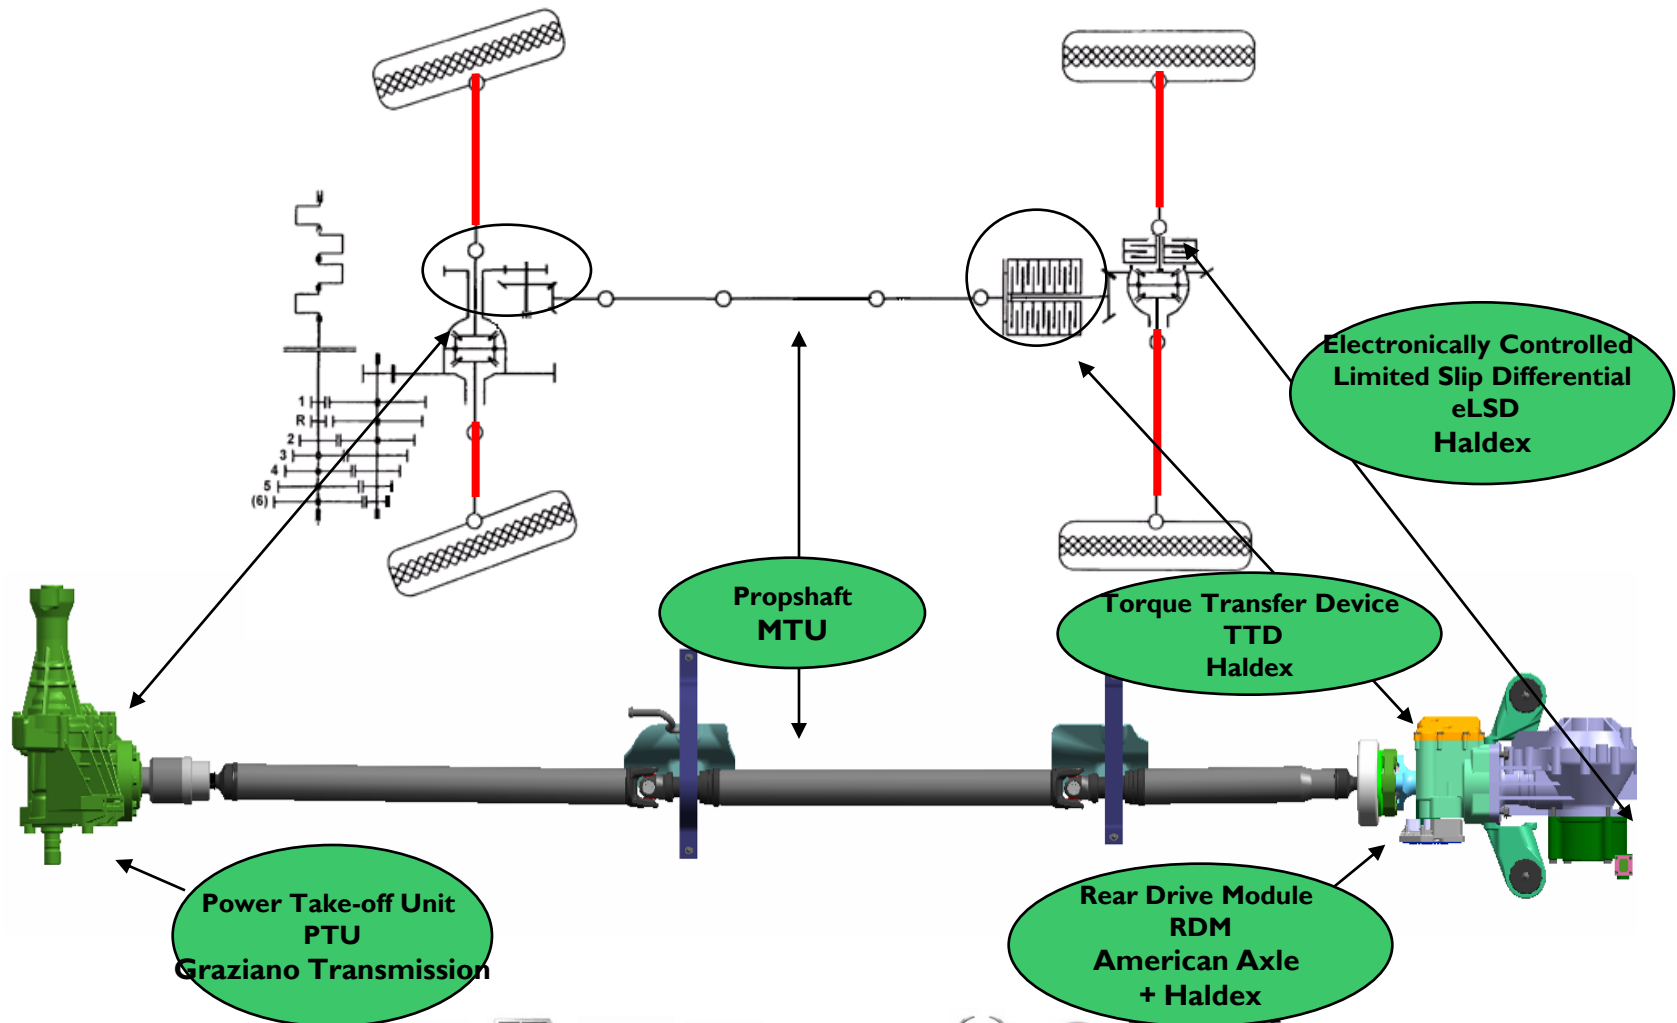 1
R
2
3
4
5
(6)
Electronically Controlled
Limited Slip Differential
eLSD
Haldex
Propshaft
MTU
Torque Transfer Device
TTD
Haldex
Power Take-off Unit
PTU
Graziano Transmission
Rear Drive Module
RDM
American Axle
+ Haldex